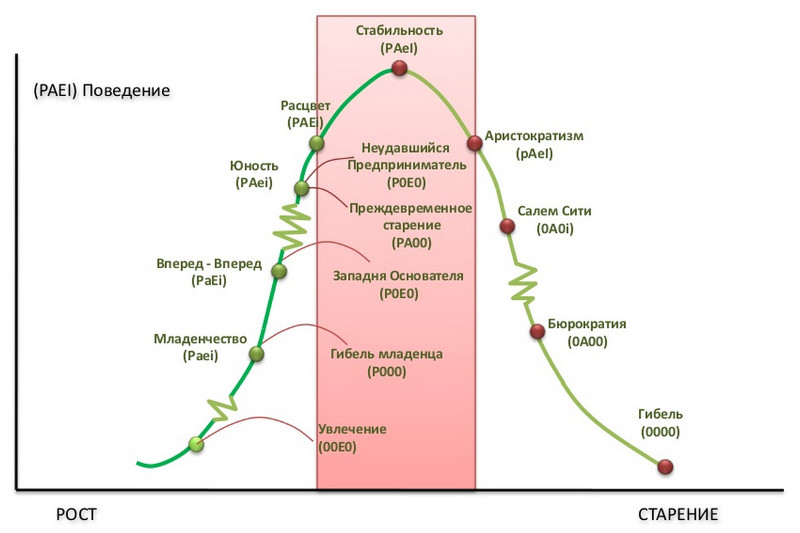 Стабильность
(PAeI)
(PAEI) Поведение
Расцвет
(PAEi)
Юность
(PAei)
Неудавшийся
Предприниматель
(P0E0)
Преждевременное
старение
(PA00)
Вперед - Вперед
(PaEi)
Западня Основателя
(P0E0)
Младенчество
(Paei)
Гибель младенца
(P000)
Увлечение
(00E0)
Аристократизм
(pAeI)
Салем Сити
(0A0i)
Бюрократия
(0A00)
Гибель
(0000)
РОСТ
СТАРЕНИЕ